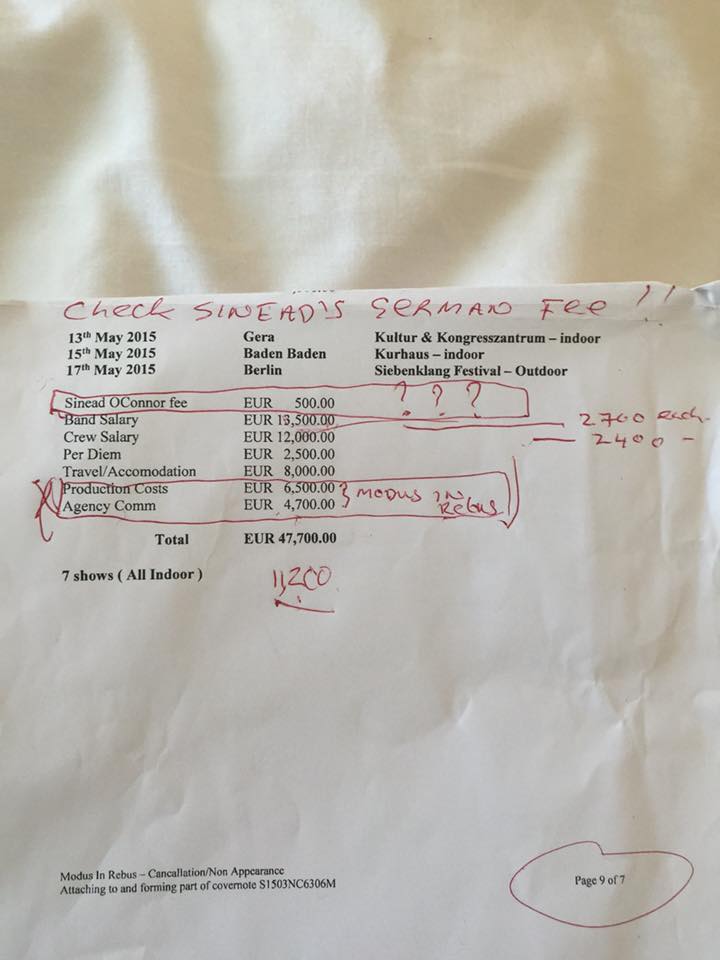 Check SINEAD'S GERMAN FEE !!
13th May 2015 Gera Kultur & Kongresszantrum – indoor
15th May 2015 Baden Baden Kurhaus – indoor
17th May 2015 Berlin Siebenklang Festival – Outdoor
Sinead OConnor fee EUR 500.00 ? ? ?
Band Salary EUR 13,500.00 2700 each
Crew Salary EUR 12,000.00 2400 –
Per Diem EUR 2,500.00
Travel/Accomodation EUR 8,000.00
Production Costs EUR 6,500.00 } MODUS IN
Agency Comm EUR 4,700.00 REBUS
Total EUR 47,700.00
7 shows ( All Indoor ) 11,200
Modus In Rebus – Cancallation/Non Appearance
Attaching to and forming part of covernote S1503NC6306M
Page 9 of 7